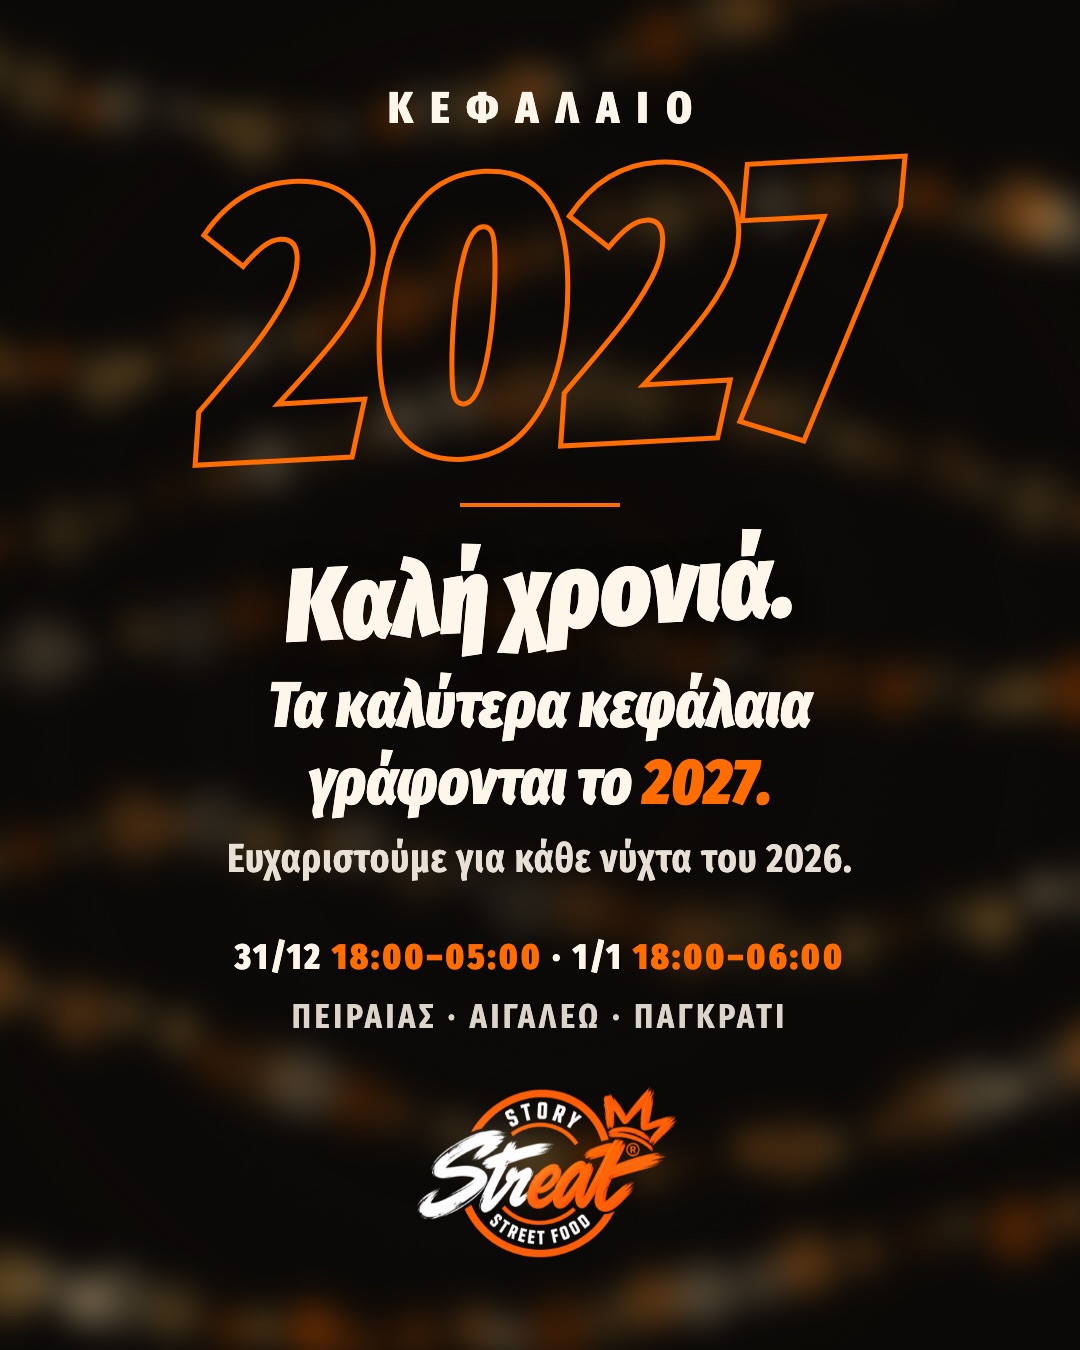 ΚΕΦΑΛΑΙΟ
2027
Καλή χρονιά.
Τα καλύτερα κεφάλαια
γράφονται το 2027.
Ευχαριστούμε για κάθε νύχτα του 2026.
31/12 18:00–05:00 · 1/1 18:00–06:00
ΠΕΙΡΑΙΑΣ · ΑΙΓΑΛΕΩ · ΠΑΓΚΡΑΤΙ
STORY
Streat®
STREET FOOD